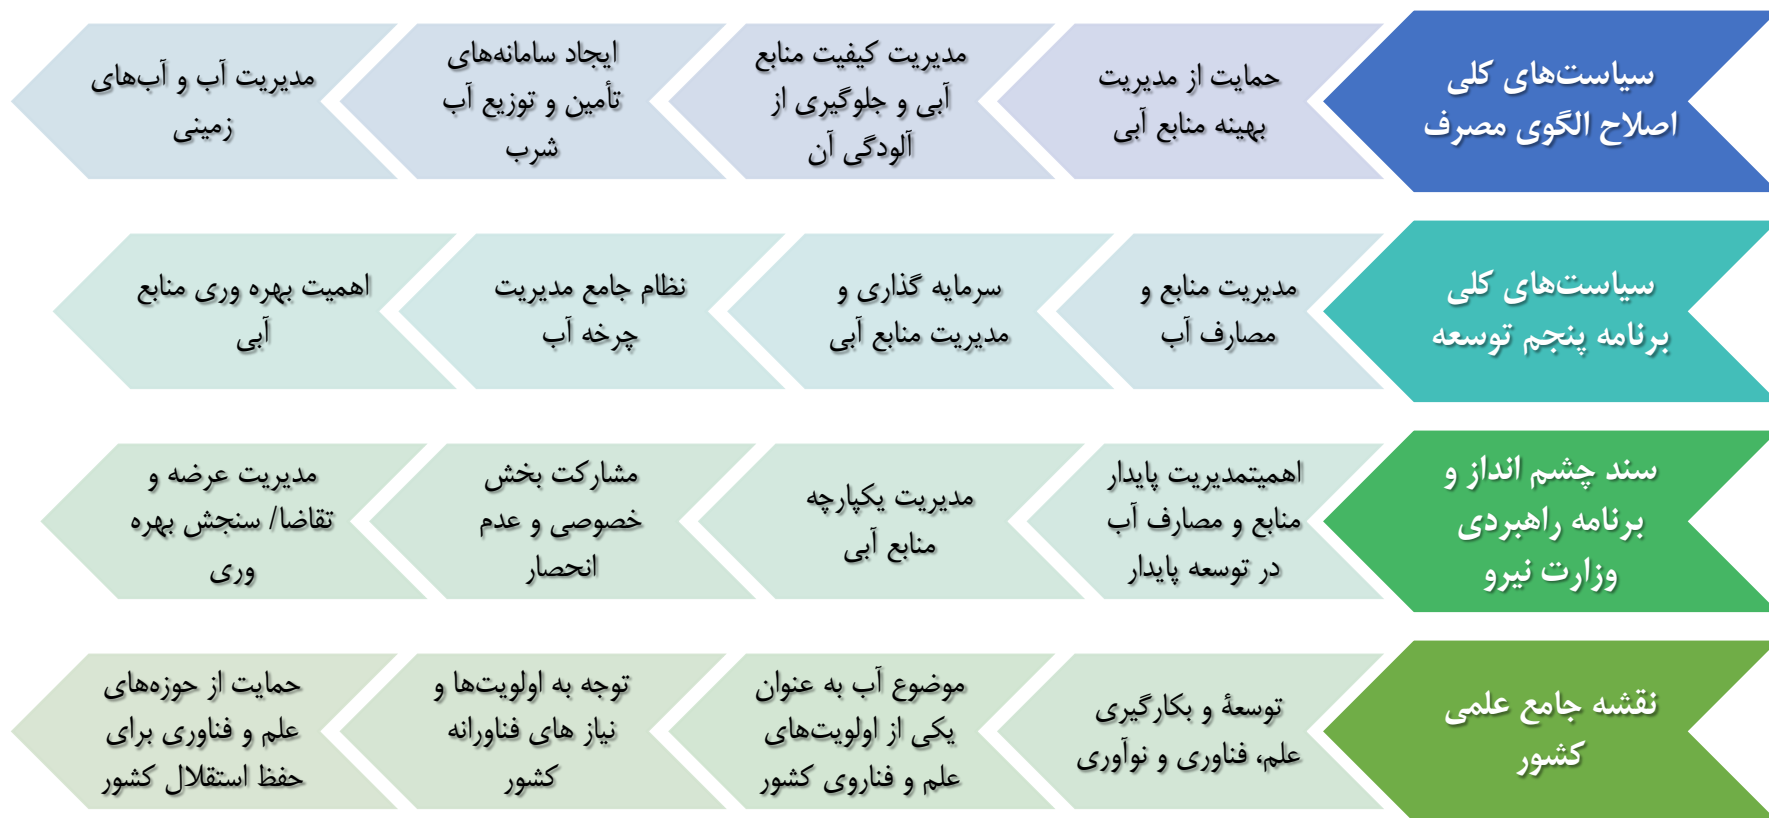 سیاست‌های کلی
اصلاح الگوی مصرف
حمایت از مدیریت
بهینه منابع آبی
مدیریت کیفیت منابع
آبی و جلوگیری از
آلودگی آن
ایجاد سامانه‌های
تأمین و توزیع آب
شرب
مدیریت آب و آب‌های
زمینی
سیاست‌های کلی
برنامه پنجم توسعه
مدیریت منابع و
مصارف آب
سرمایه گذاری و
مدیریت منابع آبی
نظام جامع مدیریت
چرخه آب
اهمیت بهره وری منابع
آبی
سند چشم انداز و
برنامه راهبردی
وزارت نیرو
اهمیتمدیریت پایدار
منابع و مصارف آب
در توسعه پایدار
مدیریت یکپارچه
منابع آبی
مشارکت بخش
خصوصی و عدم
انحصار
مدیریت عرضه و
تقاضا/ سنجش بهره
وری
نقشه جامع علمی
کشور
توسعهٔ و بکارگیری
علم، فناوری و نوآوری
موضوع آب به عنوان
یکی از اولویت‌های
علم و فناروی کشور
توجه به اولویت‌ها و
نیاز های فناورانه
کشور
حمایت از حوزه‌های
علم و فناوری برای
حفظ استقلال کشور